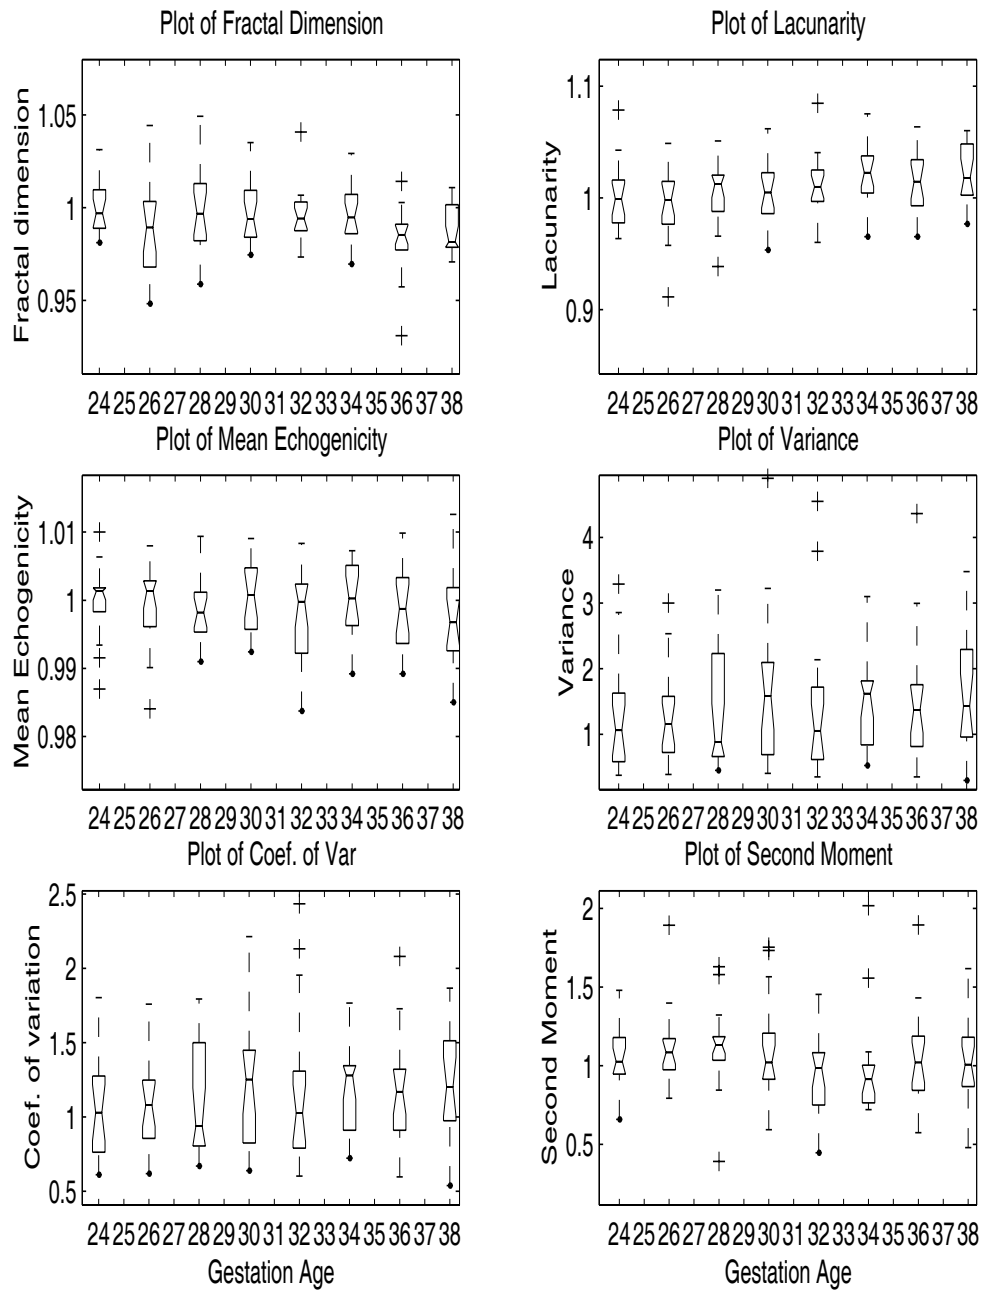 Plot of Fractal Dimension
Fractal dimension
1.05
1
0.95
24 25 26 27 28 29 30 31 32 33 34 35 36 37 38
Plot of Lacunarity
Lacunarity
1.1
1
0.9
24 25 26 27 28 29 30 31 32 33 34 35 36 37 38
Plot of Mean Echogenicity
Mean Echogenicity
1.01
1
0.99
0.98
24 25 26 27 28 29 30 31 32 33 34 35 36 37 38
Plot of Variance
Variance
4
3
2
1
24 25 26 27 28 29 30 31 32 33 34 35 36 37 38
Plot of Coef. of Var
Coef. of variation
2.5
2
1.5
1
0.5
24 25 26 27 28 29 30 31 32 33 34 35 36 37 38
Gestation Age
Plot of Second Moment
Second Moment
2
1.5
1
0.5
24 25 26 27 28 29 30 31 32 33 34 35 36 37 38
Gestation Age